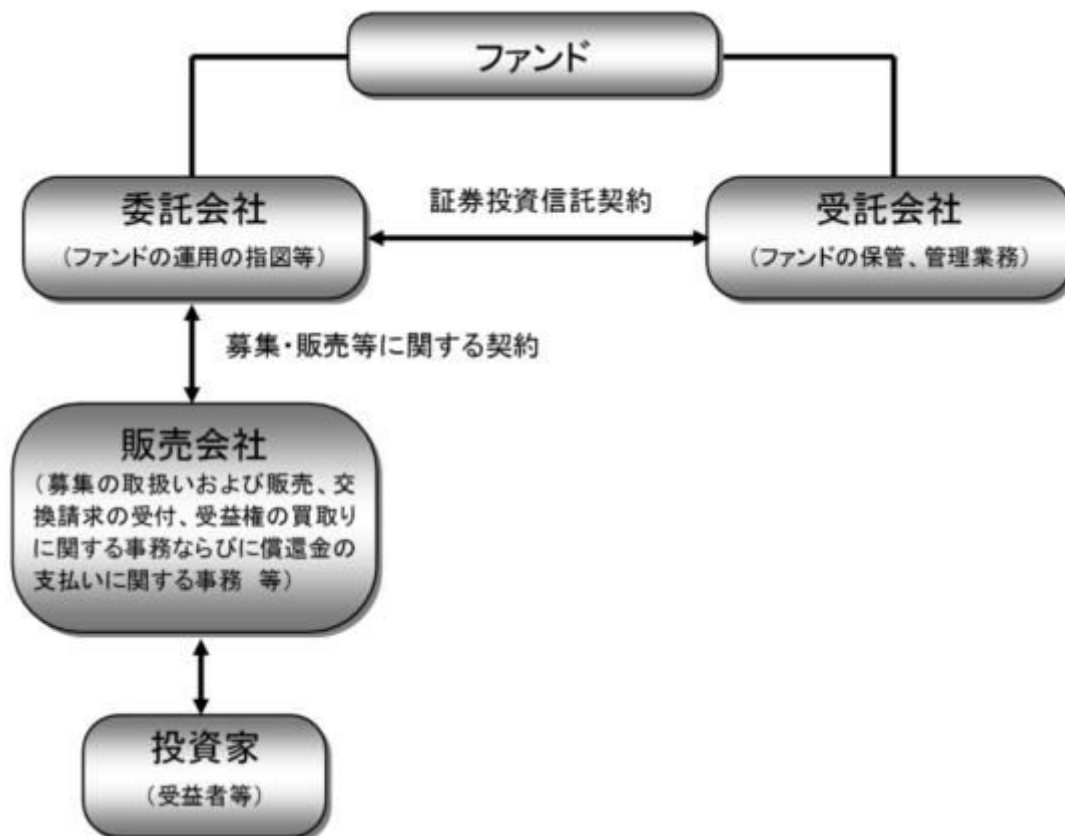 ファンド
委託会社
（ファンドの運用の指図等）
証券投資信託契約
受託会社
（ファンドの保管、管理業務）
募集・販売等に関する契約
販売会社
（募集の取扱いおよび販売、交
換請求の受付、受益権の買取り
に関する事務ならびに償還金の
支払いに関する事務　等）
投資家
（受益者等）